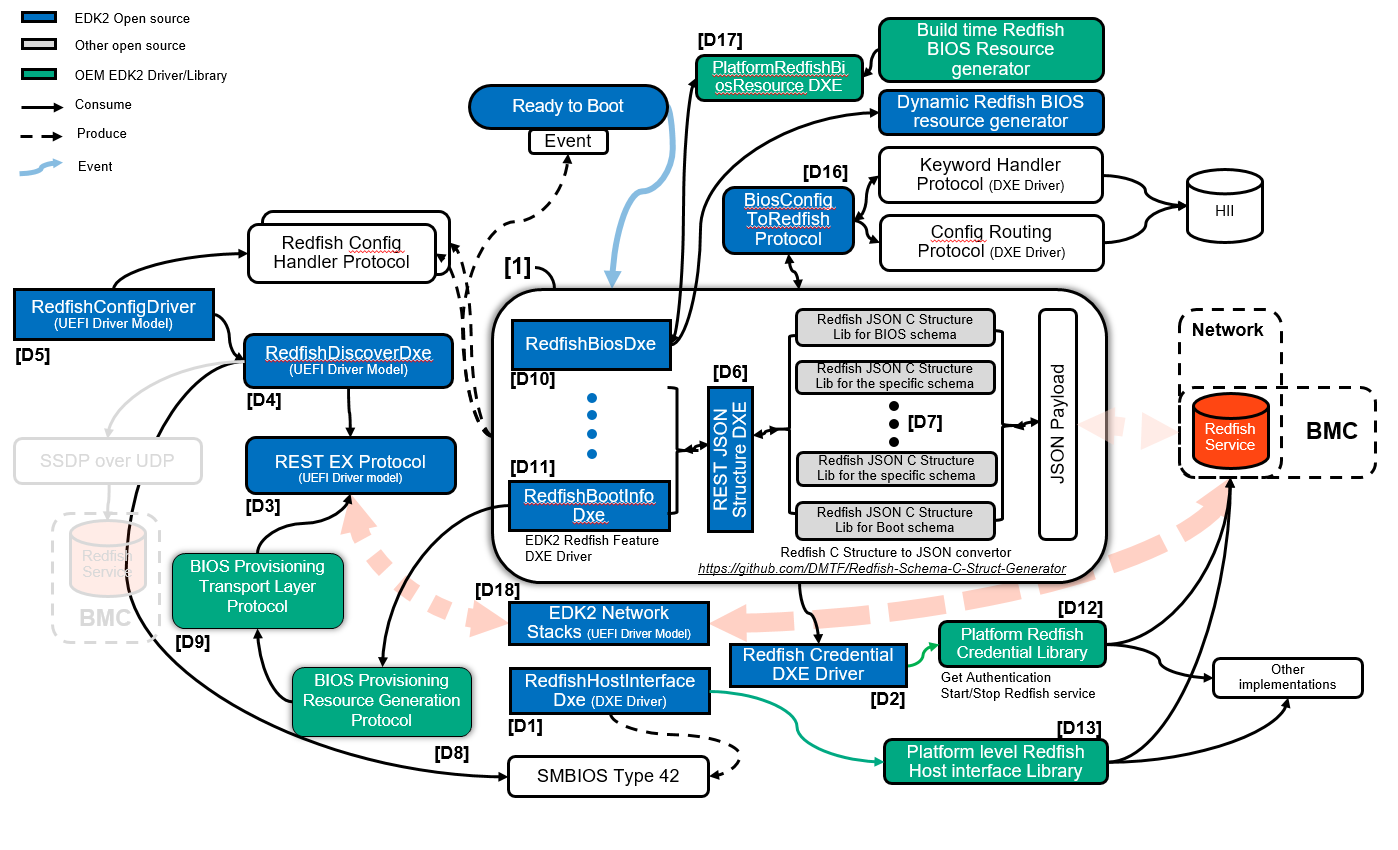 EDK2 Open source
Other open source
OEM EDK2 Driver/Library
Consume
Produce
Event
Ready to Boot
Event
[D17]
PlatformRedfishBi
osResource DXE
Build time Redfish
BIOS Resource
generator
Dynamic Redfish BIOS
resource generator
[D16]
BiosConfig
ToRedfish
Protocol
Keyword Handler
Protocol (DXE Driver)
Config Routing
Protocol (DXE Driver)
HII
Redfish Config
Handler Protocol
[1]
RedfishConfigDriver
(UEFI Driver Model)
[D5]
RedfishDiscoverDxe
(UEFI Driver Model)
[D4]
SSDP over UDP
REST EX Protocol
(UEFI Driver model)
[D3]
Redfish
Service
BMC
BIOS Provisioning
Transport Layer
Protocol
[D9]
BIOS Provisioning
Resource Generation
Protocol
[D8]
RedfishBiosDxe
[D10]
[D11]
RedfishBootInfo
Dxe
EDK2 Redfish Feature
DXE Driver
[D6]
REST JSON
Structure DXE
Redfish JSON C Structure
Lib for BIOS schema
Redfish JSON C Structure
Lib for the specific schema
[D7]
Redfish JSON C Structure
Lib for the specific schema
Redfish JSON C Structure
Lib for Boot schema
JSON Payload
Redfish C Structure to JSON convertor
https://github.com/DMTF/Redfish-Schema-C-Struct-Generator
Network
Redfish
Service
BMC
[D18]
EDK2 Network
Stacks (UEFI Driver Model)
RedfishHostInterface
Dxe (DXE Driver)
[D1]
SMBIOS Type 42
Redfish Credential
DXE Driver
[D2]
[D12]
Platform Redfish
Credential Library
Get Authentication
Start/Stop Redfish service
[D13]
Platform level Redfish
Host interface Library
Other
implementations